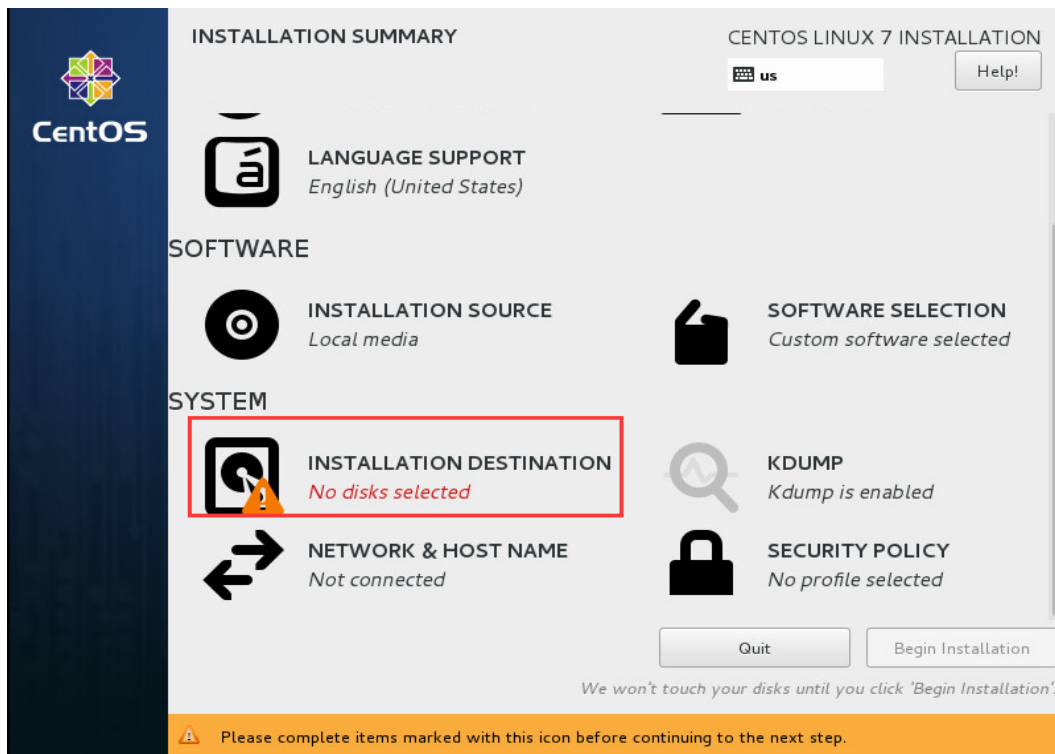 INSTALLATION SUMMARY
CENTOS LINUX 7 INSTALLATION
us
Help!
CentOS
á
LANGUAGE SUPPORT
English (United States)
SOFTWARE
INSTALLATION SOURCE
Local media
SOFTWARE SELECTION
Custom software selected
SYSTEM
INSTALLATION DESTINATION
No disks selected
KDUMP
Kdump is enabled
NETWORK & HOST NAME
Not connected
SECURITY POLICY
No profile selected
Quit
Begin Installation
We won't touch your disks until you click 'Begin Installation'.
Please complete items marked with this icon before continuing to the next step.